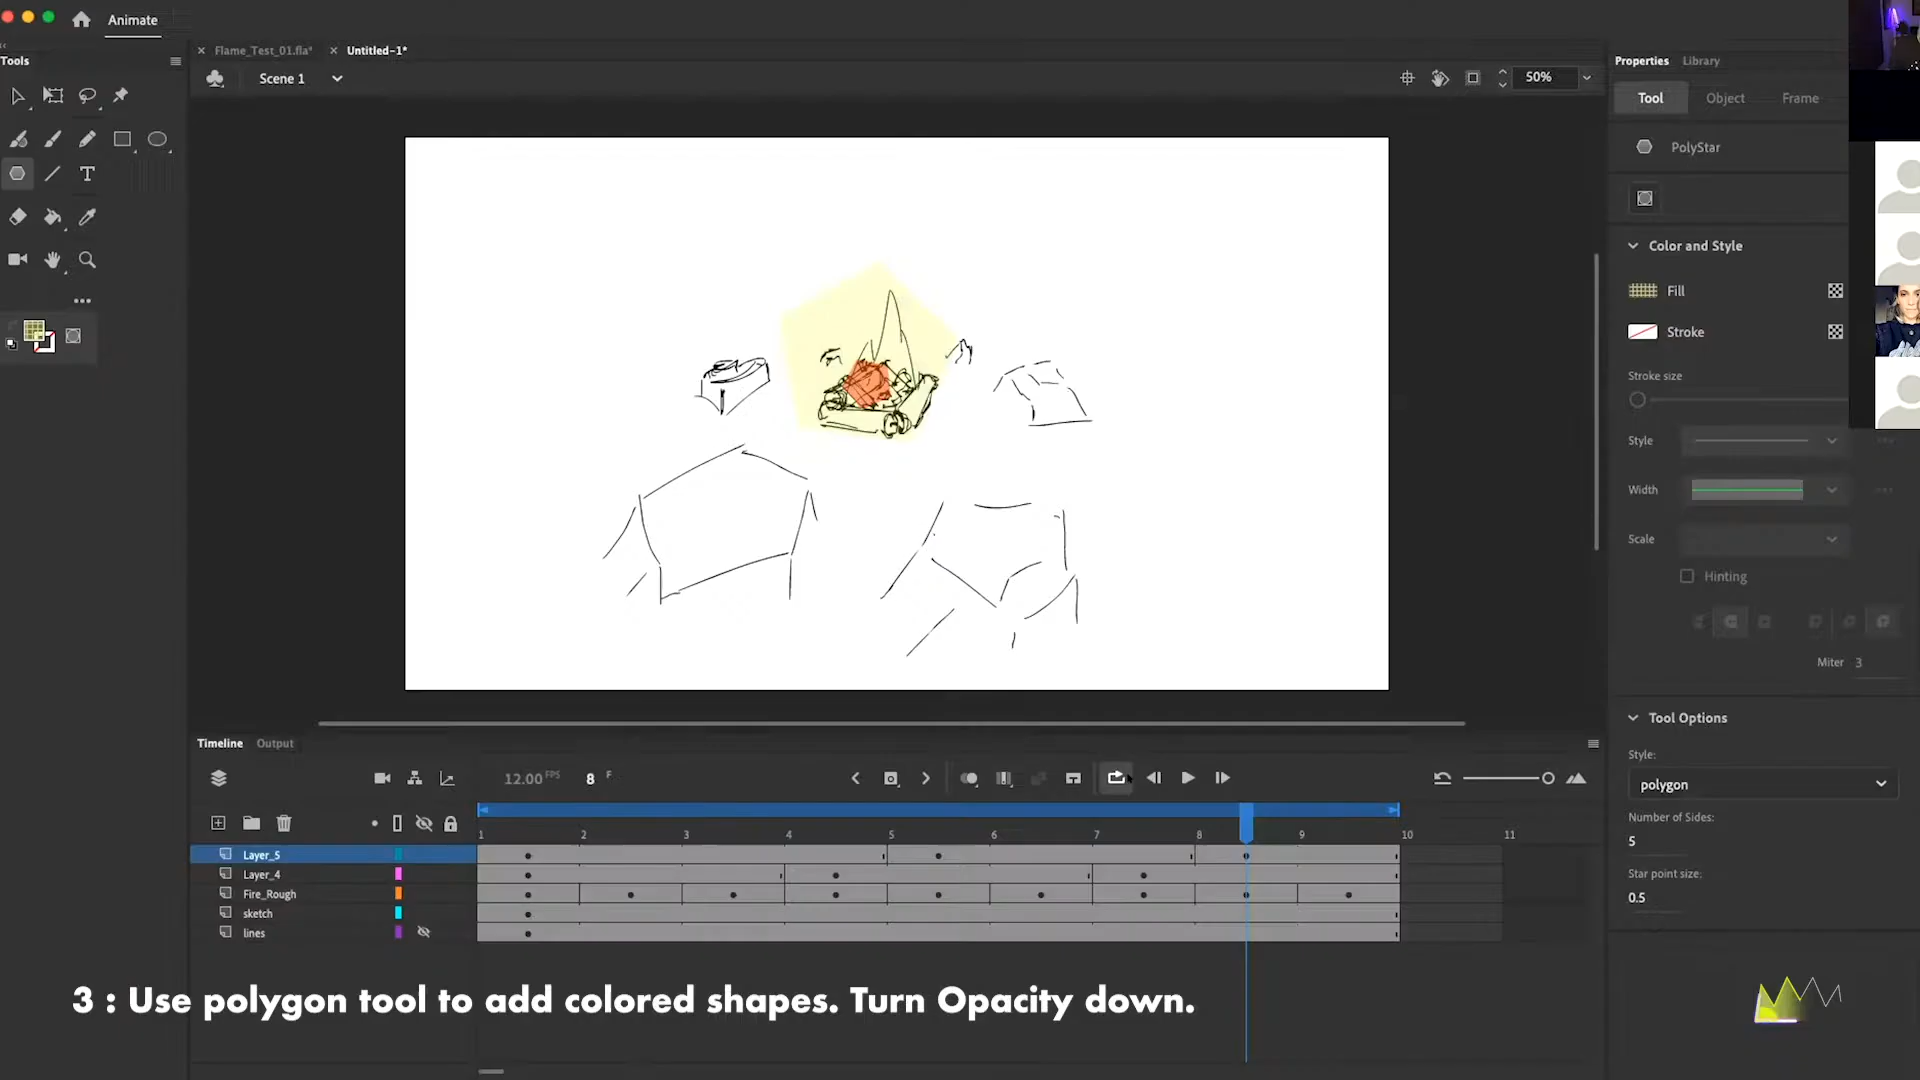 Animate
Tools
Flame_Test_01.fla*
Untitled-1*
Scene 1
50%
Properties
Library
Tool
Object
Frame
PolyStar
Color and Style
Fill
Stroke
Stroke size
Style
Width
Scale
Hinting
Miter 3
Tool Options
Style:
polygon
Number of Sides:
5
Star point size:
0.5
Timeline
Output
12.00 FPS
8 F
1 2 3 4 5 6 7 9 10 11
Layer_5
Layer_4
Fire_Rough
sketch
lines
3 : Use polygon tool to add colored shapes. Turn Opacity down.